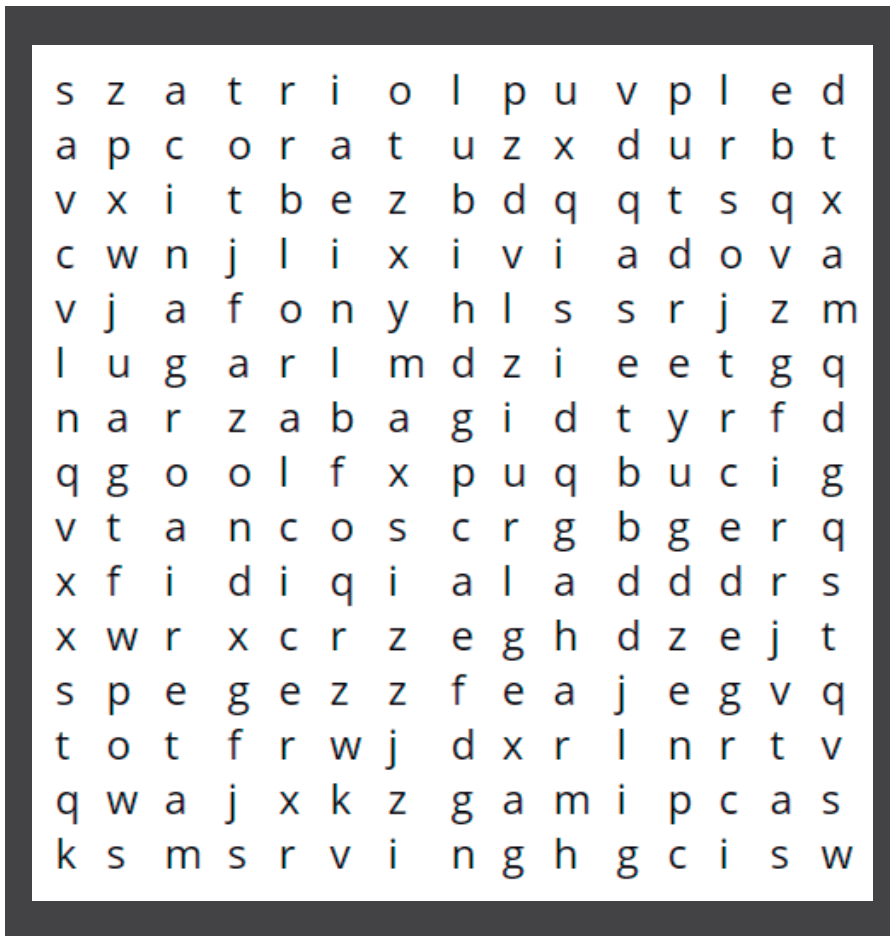 s z a t r i o l p u v p l e d
a p c o r a t u z x d u r b t
v x i t b e z b d q q t s q x
c w n j l i x i v i a d o v a
v j a f o n y h l s s r j z m
l u g a r l m d z i e e t g q
n a r z a b a g i d t y r f d
q g o o l f x p u q b u c i g
v t a n c o s c r g b g e r q
x f i d i q i a l a d d d r s
x w r x c r z e g h d z e j t
s p e g e z z f e a j e g v q
t o t f r w j d x r l n r t v
q w a j x k z g a m i p c a s
k s m s r v i n g h g c i s w